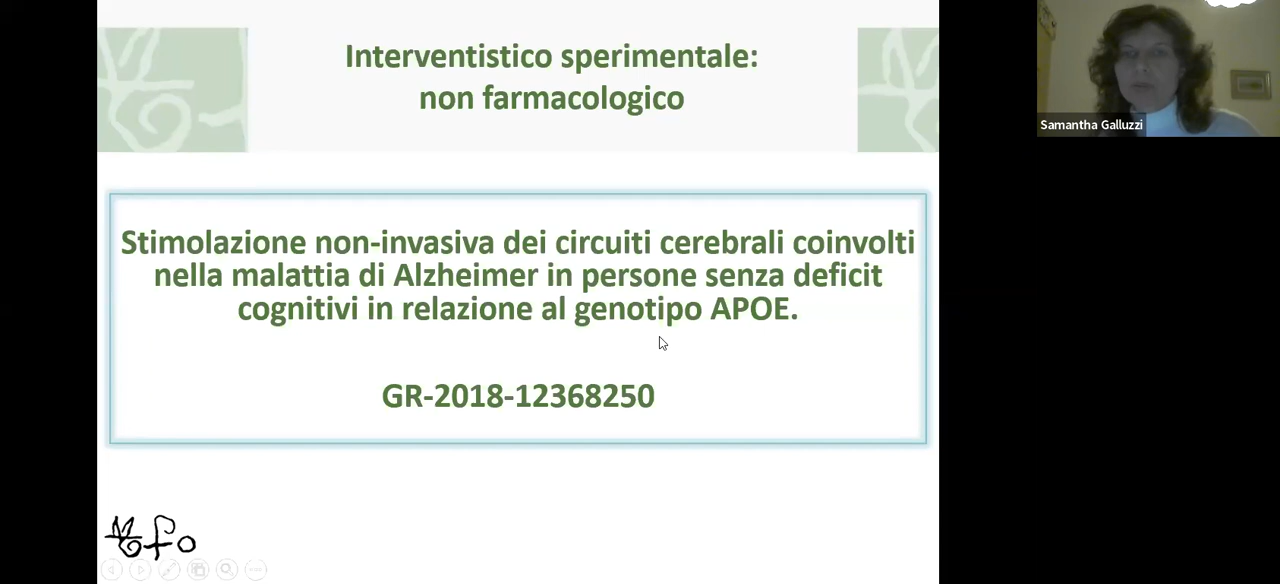 Interventistico sperimentale:
non farmacologico
Samantha Galluzzi
Stimolazione non-invasiva dei circuiti cerebrali coinvolti
nella malattia di Alzheimer in persone senza deficit
cognitivi in relazione al genotipo APOE.
GR-2018-12368250